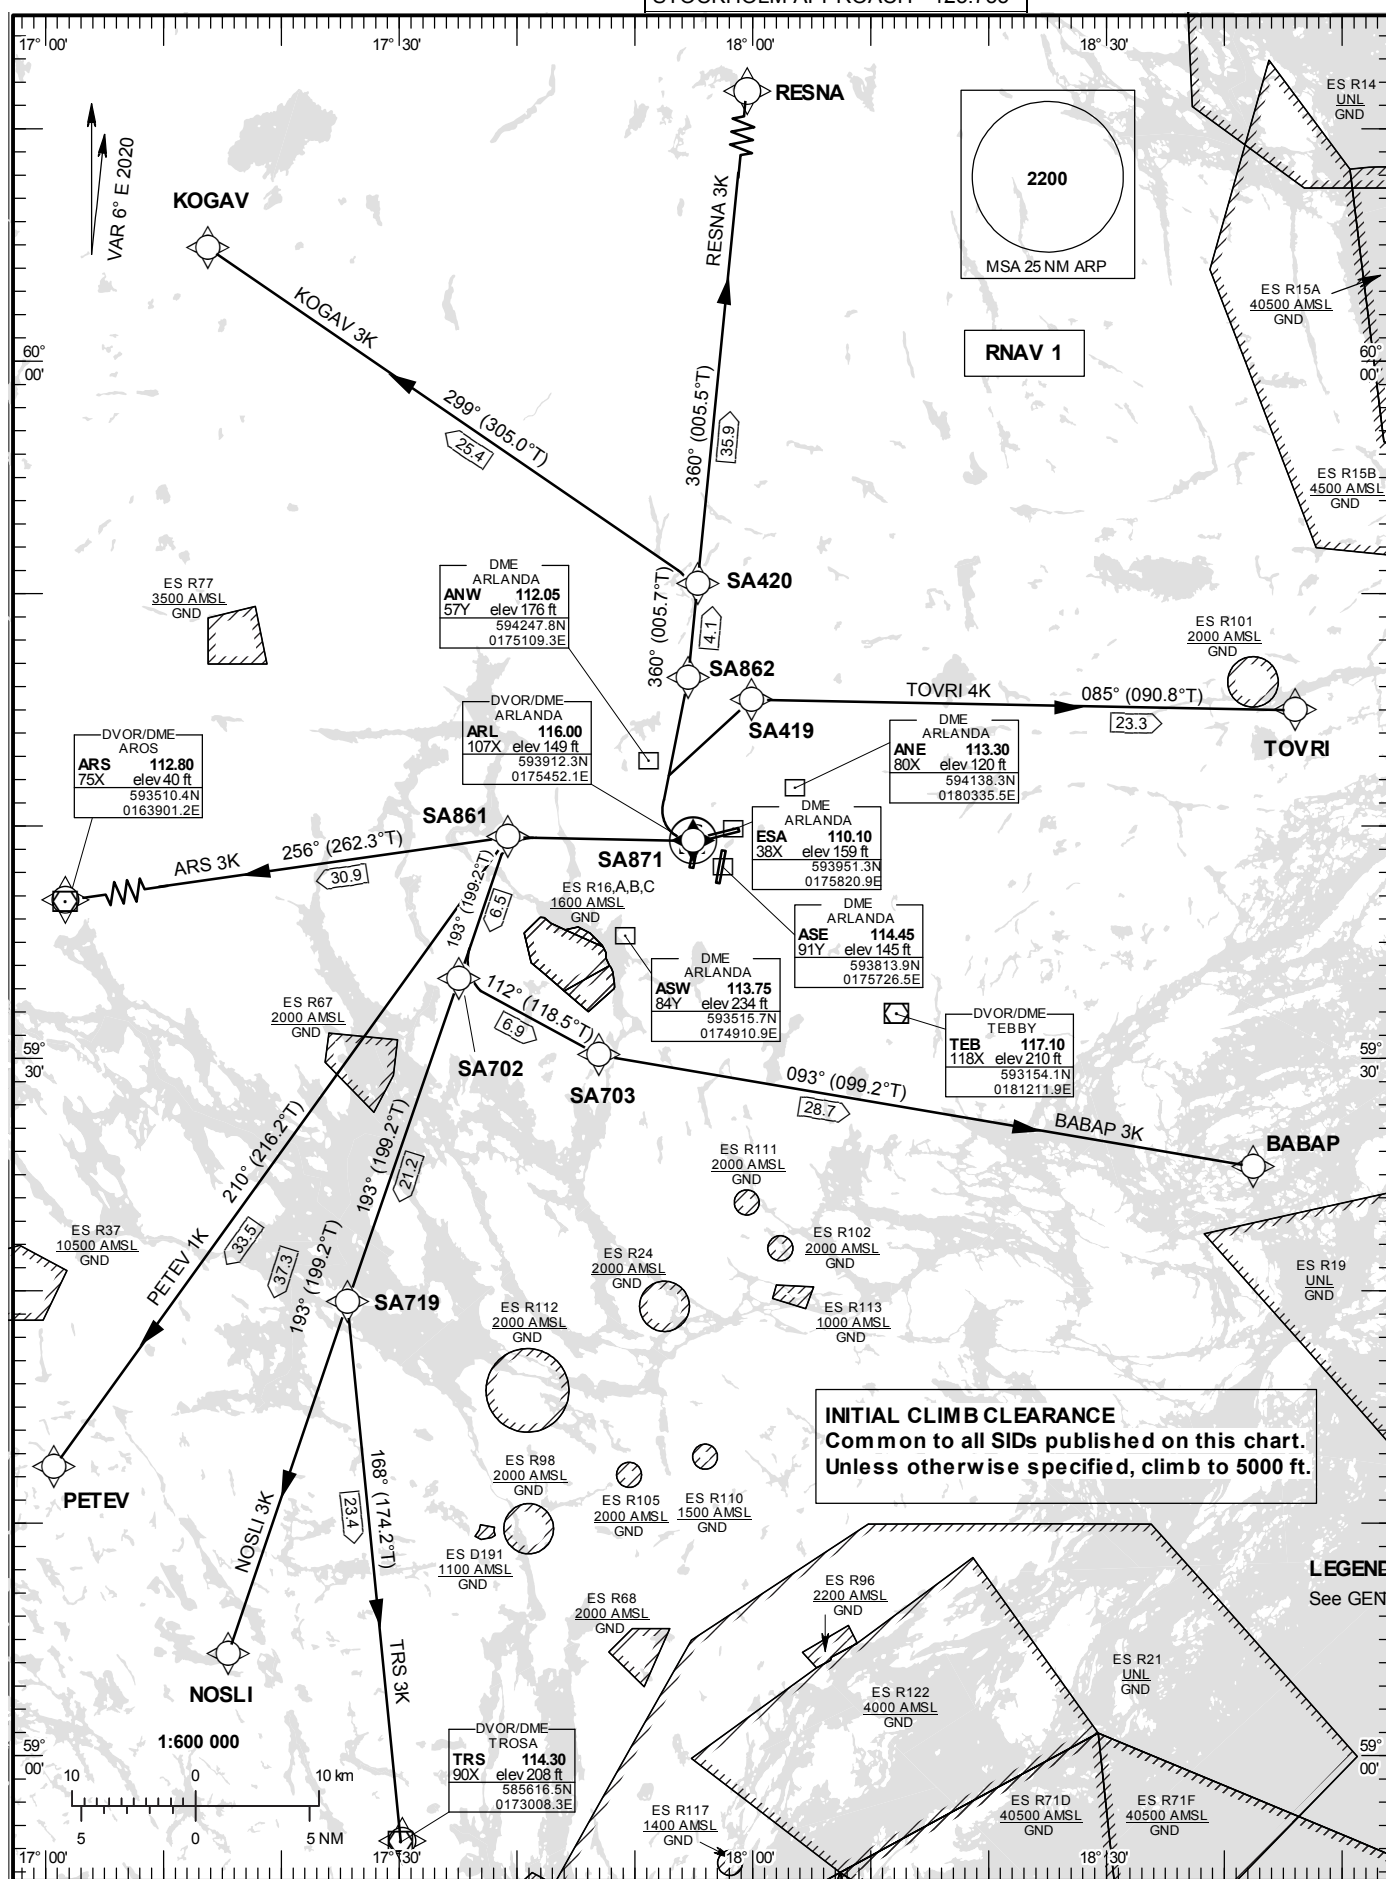 17° 00'
17° 30'
18° 00'
18° 30'
RESNA
ES R14
UNL
GND
VAR 6° E 2020
2200
MSA 25 NM ARP
KOGAV
RESNA 3K
KOGAV 3K
ES R15A
40500 AMSL
GND
RNAV 1
60°
00'
60°
00'
299° (305.0°T)
25.4
360° (005.5°T)
35.9
ES R15B
4500 AMSL
GND
DME
ARLANDA
ANW 112.05
57Y elev 176 ft
594247.8N
0175109.3E
SA420
ES R77
3500 AMSL
GND
360° (005.7°T)
4.1
ES R101
2000 AMSL
GND
SA862
TOVRI 4K
085° (090.8°T)
23.3
SA419
TOVRI
DVOR/DME
ARLANDA
ARL 116.00
107X elev 149 ft
593912.3N
0175452.1E
DME
ARLANDA
ANE 113.30
80X elev 120 ft
594138.3N
0180335.5E
DVOR/DME
AROS
ARS 112.80
75X elev 40 ft
593510.4N
0163901.2E
SA861
SA871
DME
ARLANDA
ESA 110.10
38X elev 159 ft
593951.3N
0175820.9E
ARS 3K
256° (262.3°T)
30.9
193° (199.2°T)
6.5
ES R16,A,B,C
1600 AMSL
GND
DME
ARLANDA
ASE 114.45
91Y elev 145 ft
593813.9N
0175726.5E
DME
ARLANDA
ASW 113.75
84Y elev 234 ft
593515.7N
0174910.9E
112° (118.5°T)
6.9
ES R67
2000 AMSL
GND
DVOR/DME
TEBBY
TEB 117.10
118X elev 210 ft
593154.1N
0181211.9E
59°
30'
59°
30'
SA702
SA703
093° (099.2°T)
28.7
BABAP 3K
BABAP
210° (216.2°T)
33.5
PETEV 1K
193° (199.2°T)
21.2
193° (199.2°T)
37.3
ES R111
2000 AMSL
GND
ES R37
10500 AMSL
GND
ES R102
2000 AMSL
GND
ES R24
2000 AMSL
GND
ES R19
UNL
GND
SA719
ES R112
2000 AMSL
GND
ES R113
1000 AMSL
GND
INITIAL CLIMB CLEARANCE
Common to all SIDs published on this chart.
Unless otherwise specified, climb to 5000 ft.
PETEV
168° (174.2°T)
23.4
TRS 3K
NOSLI 3K
ES R98
2000 AMSL
GND
ES R105
2000 AMSL
GND
ES R110
1500 AMSL
GND
ES D191
1100 AMSL
GND
ES R68
2000 AMSL
GND
ES R96
2200 AMSL
GND
LEGEND
See GEN
NOSLI
ES R21
UNL
GND
ES R122
4000 AMSL
GND
1:600 000
10 0 10 km
5 0 5 NM
DVOR/DME
TROSA
TRS 114.30
90X elev 208 ft
585616.5N
0173008.3E
59°
00'
59°
00'
ES R117
1400 AMSL
GND
ES R71D
40500 AMSL
GND
ES R71F
40500 AMSL
GND
17° 00'
17° 30'
18° 00'
18° 30'